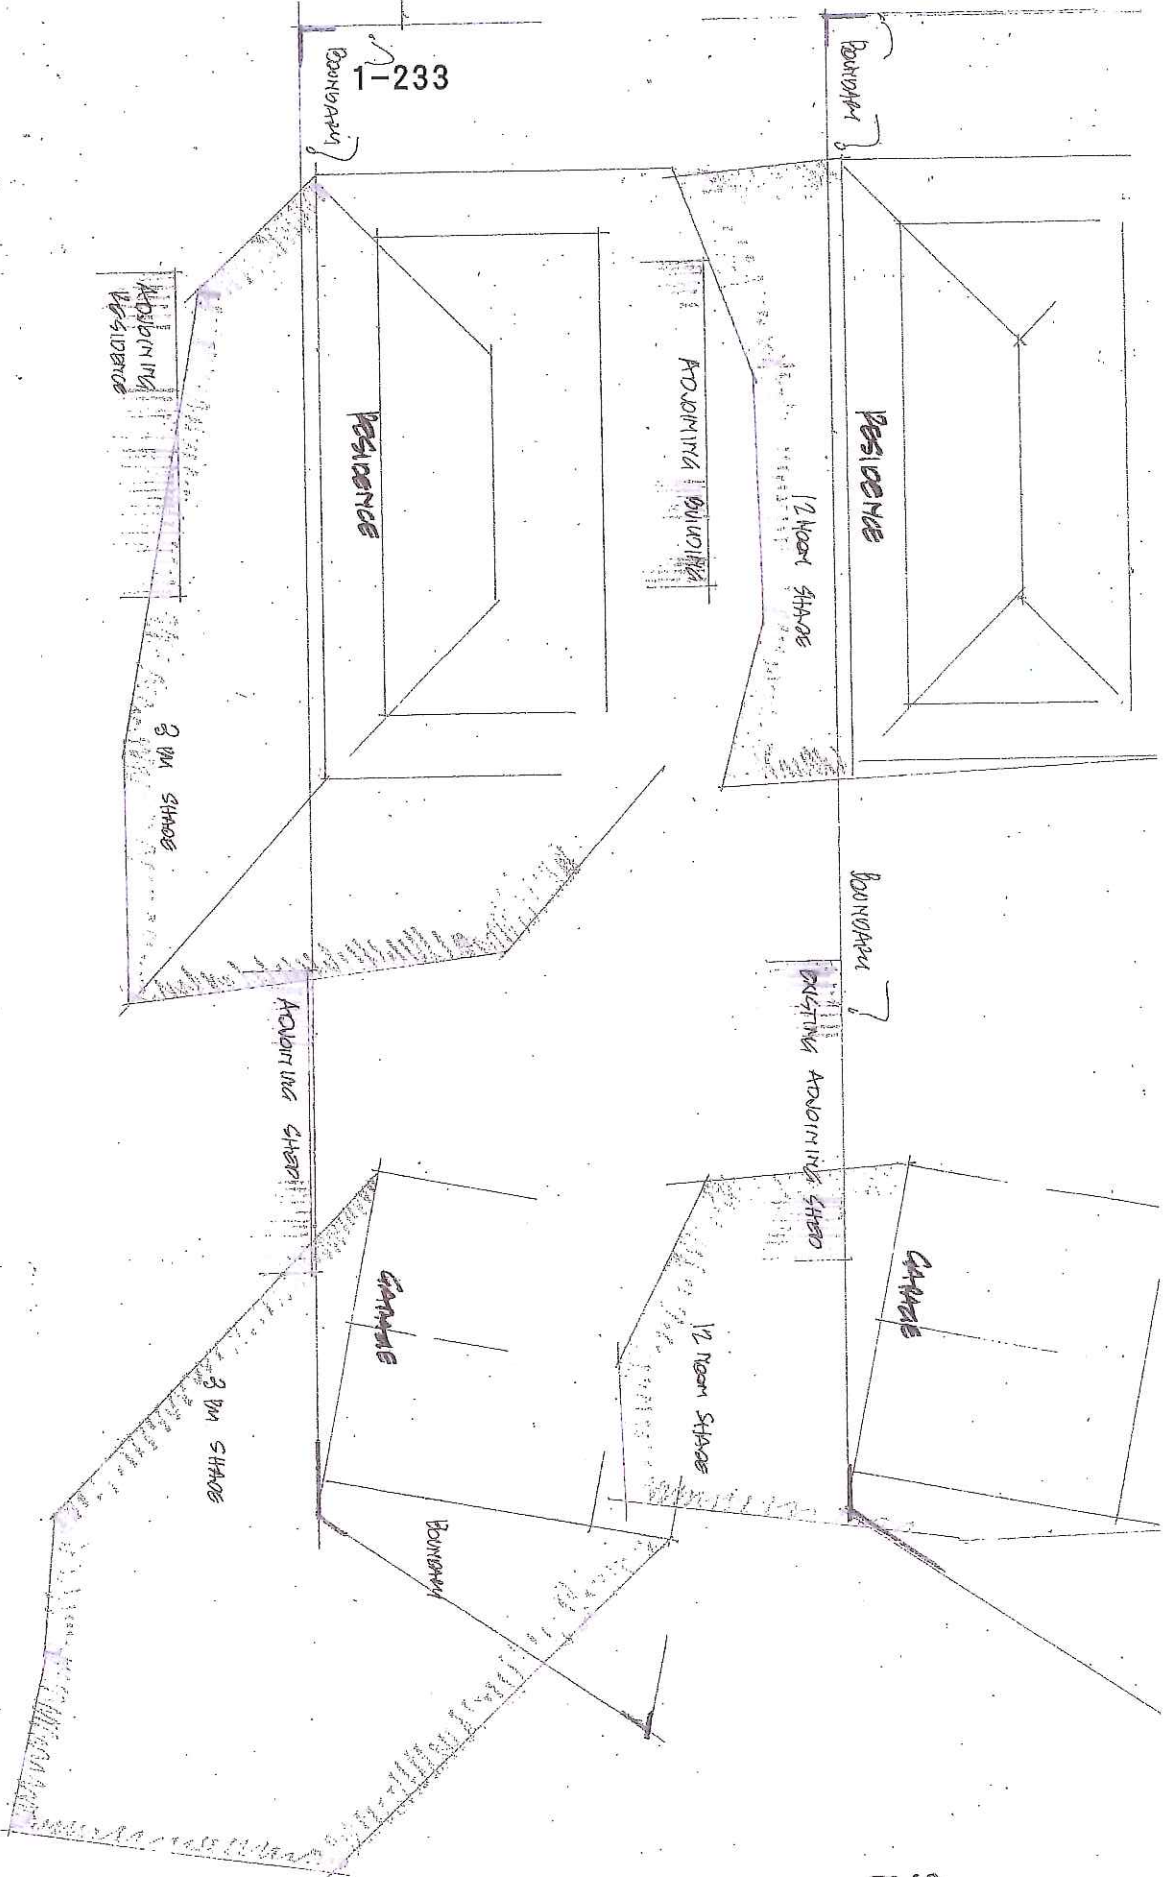 1-233
BOUNDARY
BOUNDARY
ADJOINING
RESIDENCE
RESIDENCE
ADJOINING BUILDING
12 NOON SHADE
RESIDENCE
3 PM SHADE
BOUNDARY
ADJOINING SHED
EXISTING ADJOINING SHED
GARAGE
GARAGE
3 PM SHADE
12 NOON SHADE
BOUNDARY